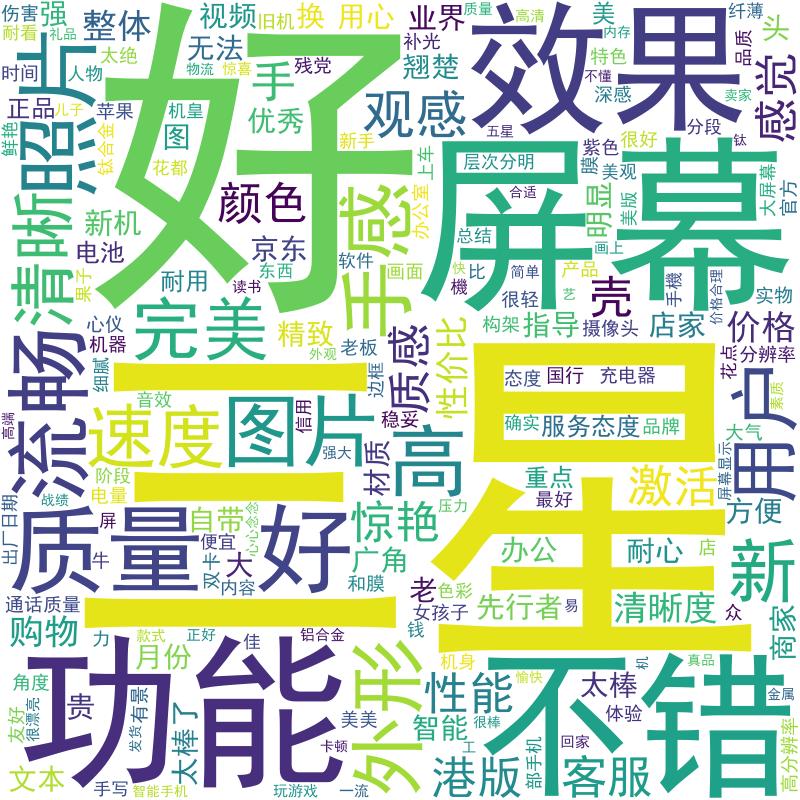 好
效果
屏幕
三星
功能
不错
质量
好
照片
清晰
流畅
手感
完美
速度
图片
外形
用户
新
高
观感
感觉
颜色
质感
性价比
激活
惊艳
性能
港版
客服
壳
价格
店家
指导
明显
精致
京东
新机
电池
耐用
优秀
手
无法
整体
视频
换
用心
业界
翘楚
补光
残党
旧机
伤害
强
耐看
礼品
太绝
时间
人物
正品
儿子
苹果
机皇
图
鲜艳
钛合金
花都
物流
惊喜
新手
上车
办公室
质量
高清
内存
美
纤薄
头
特色
品质
不懂
深感
卖家
五星
分段
钛
层次分明
紫色
很好
膜
美观
大屏幕
官方
合适
美版
总结
画上
软件
东西
画面
快
比
简单
产品
手機
价格合理
機
很轻
艺
实物
读书
果子
心仪
机器
外观
老板
构架
摄像头
花点
分辨率
细腻
边框
音效
信用
稳妥
态度
国行
充电器
素质
高端
确实
服务态度
品牌
大气
强大
材质
屏幕显示
阶段
电量
战绩
重点
最好
方便
出厂日期
屏
自带
心心念念
压力
牛
便宜
双卡
大
广角
办公
耐心
店
内容
和膜
老
色彩
通话质量
女孩子
先行者
易
清晰度
众
商家
购物
力
款式
正好
佳
铝合金
钱
月份
机身
机
真品
角度
愉快
太棒
金属
友好
很漂亮
贵
发货
有景
太棒了
美美
智能
很棒
体验
高分辨率
卡顿
工
回家
部手机
文本
手写
智能手机
玩游戏
一流